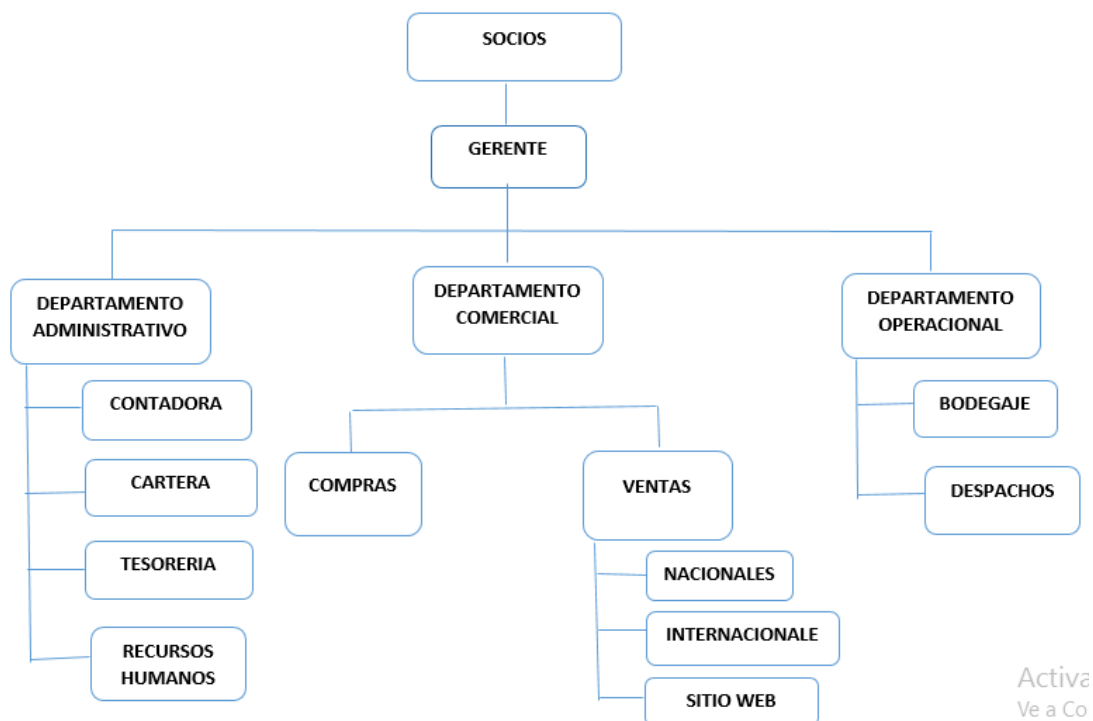 SOCIOS
GERENTE
DEPARTAMENTO
ADMINISTRATIVO
CONTADORA
CARTERA
TESORERIA
RECURSOS
HUMANOS
DEPARTAMENTO
COMERCIAL
COMPRAS
VENTAS
NACIONALES
INTERNACIONALE
SITIO WEB
DEPARTAMENTO
OPERACIONAL
BODEGAJE
DESPACHOS
Activa
Ve a Co